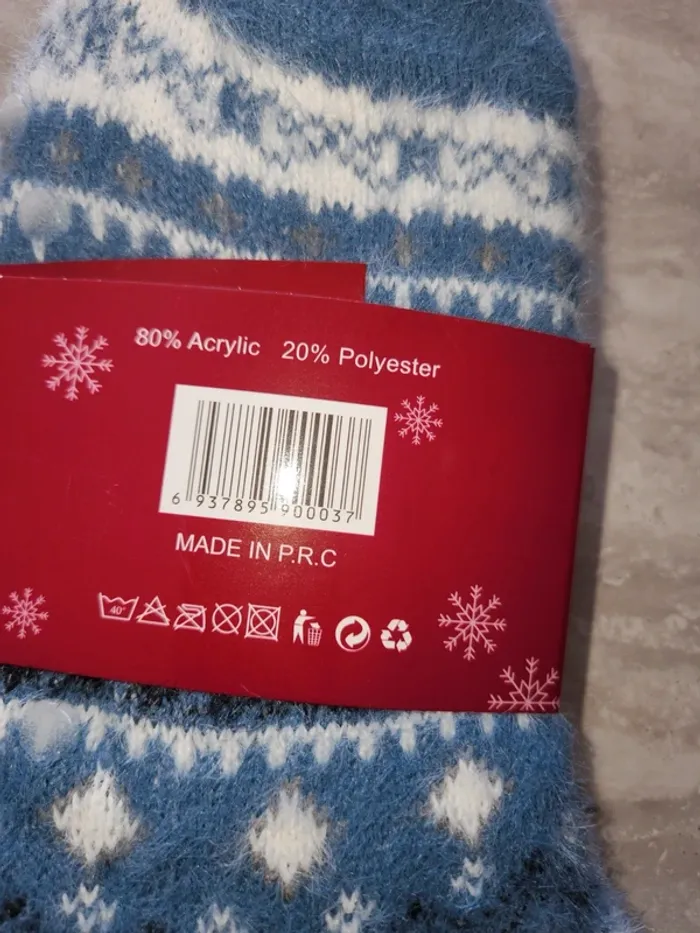 80% Acrylic 20% Polyester
6 937895 900037
MADE IN P.R.C
40°